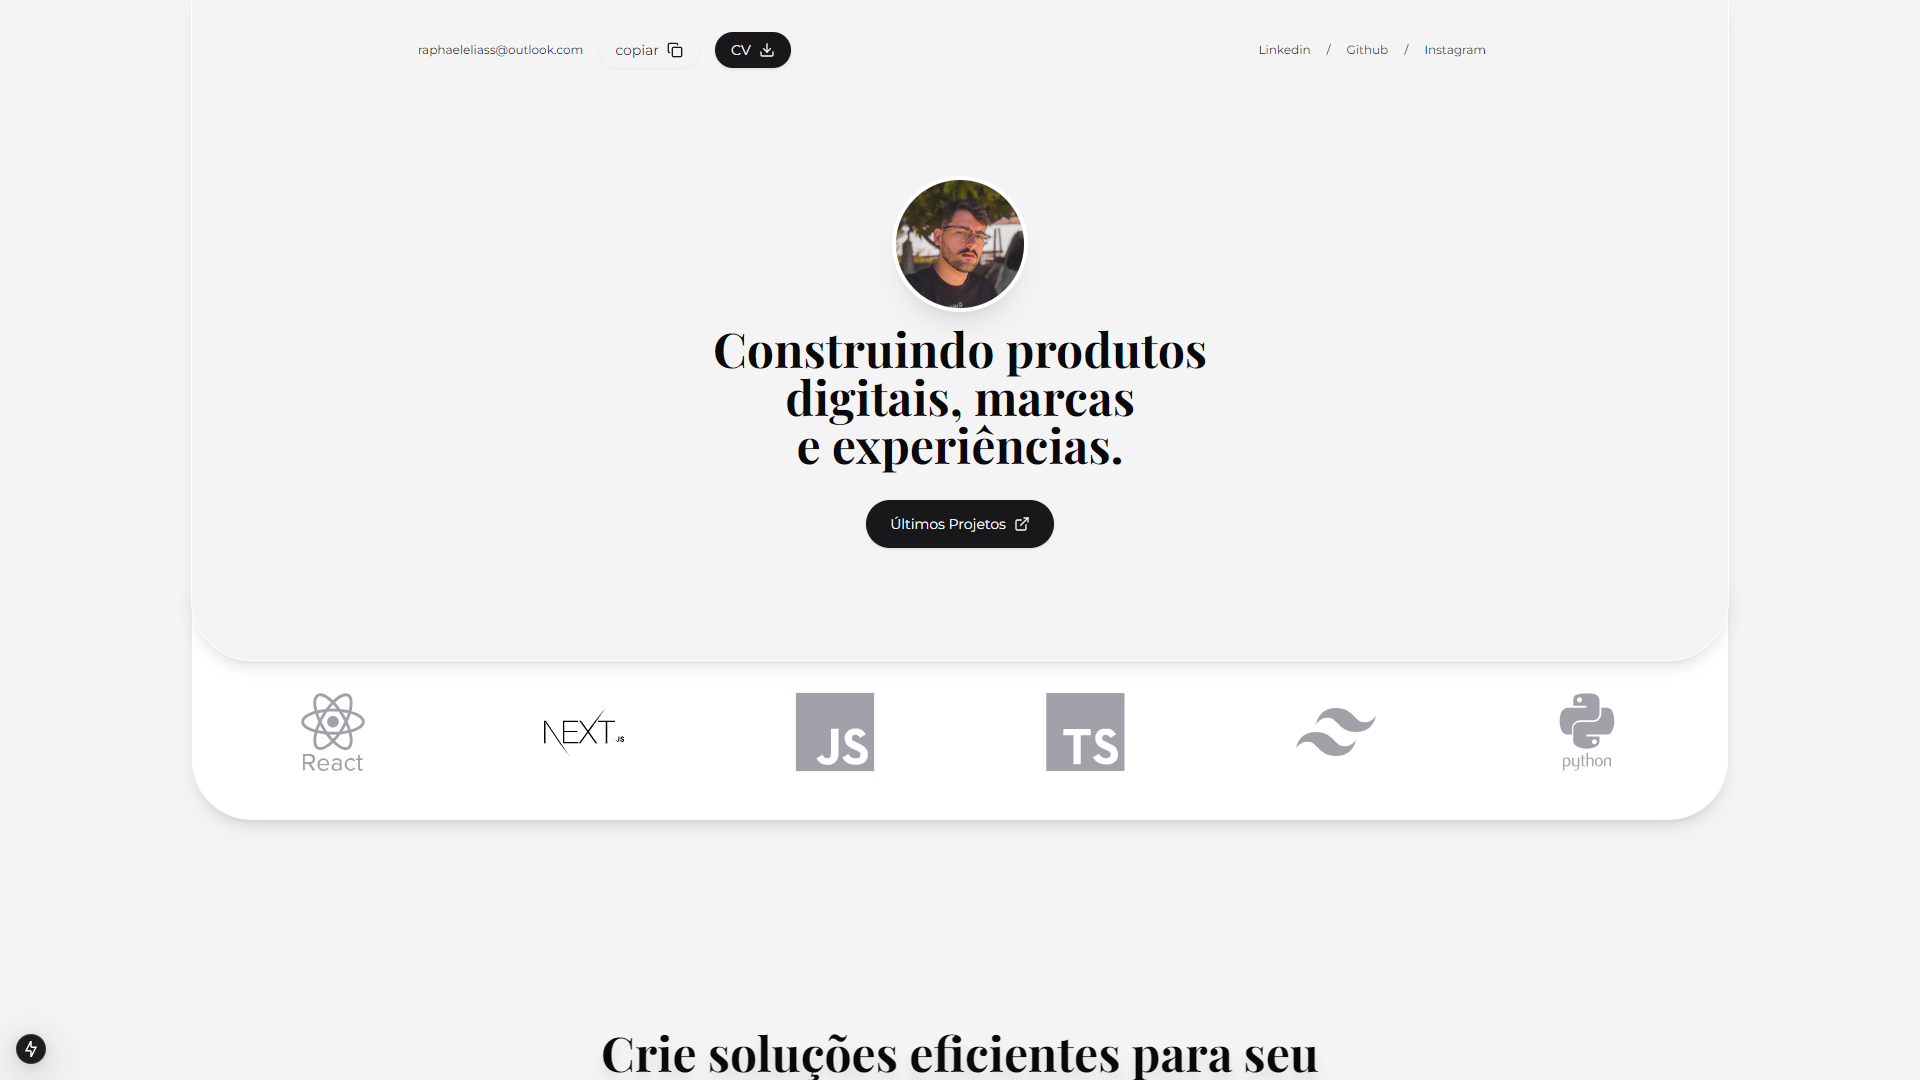 raphaeleliass@outlook.com copiar CV Linkedin / Github / Instagram
Construindo produtos
digitais, marcas
e experiências.
Últimos Projetos
React NEXT.JS JS TS python
Crie soluções eficientes para seu